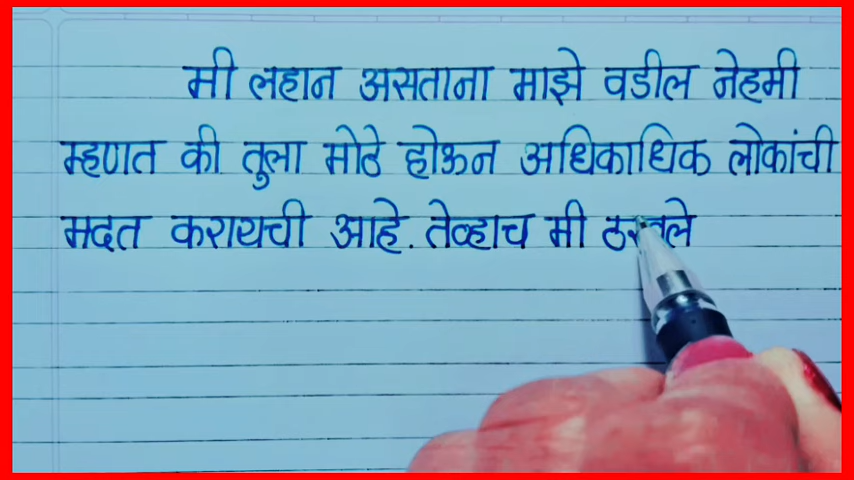 मी लहान असताना माझे वडील नेहमी
म्हणत की तुला मोठे होऊन अधिकाधिक लोकांची
मदत करायची आहे. तेव्हाच मी ठरवले